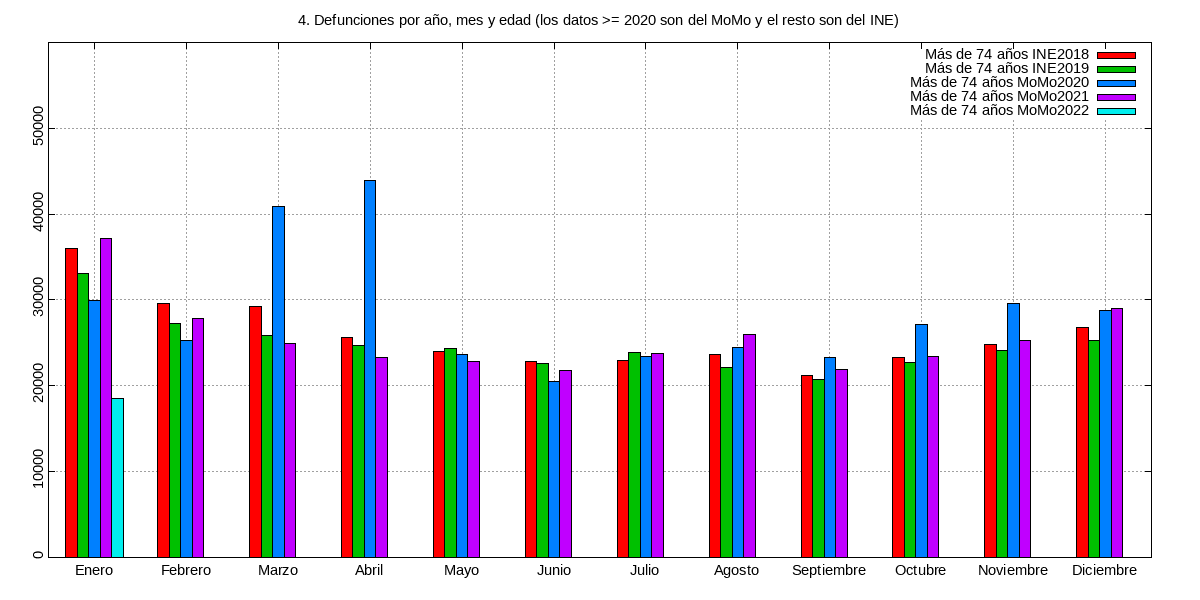 4. Defunciones por año, mes y edad (los datos >= 2020 son del MoMo y el resto son del INE)
Más de 74 años INE2018
Más de 74 años INE2019
Más de 74 años MoMo2020
Más de 74 años MoMo2021
Más de 74 años MoMo2022
50000
40000
30000
20000
10000
0
Enero Febrero Marzo Abril Mayo Junio Julio Agosto Septiembre Octubre Noviembre Diciembre